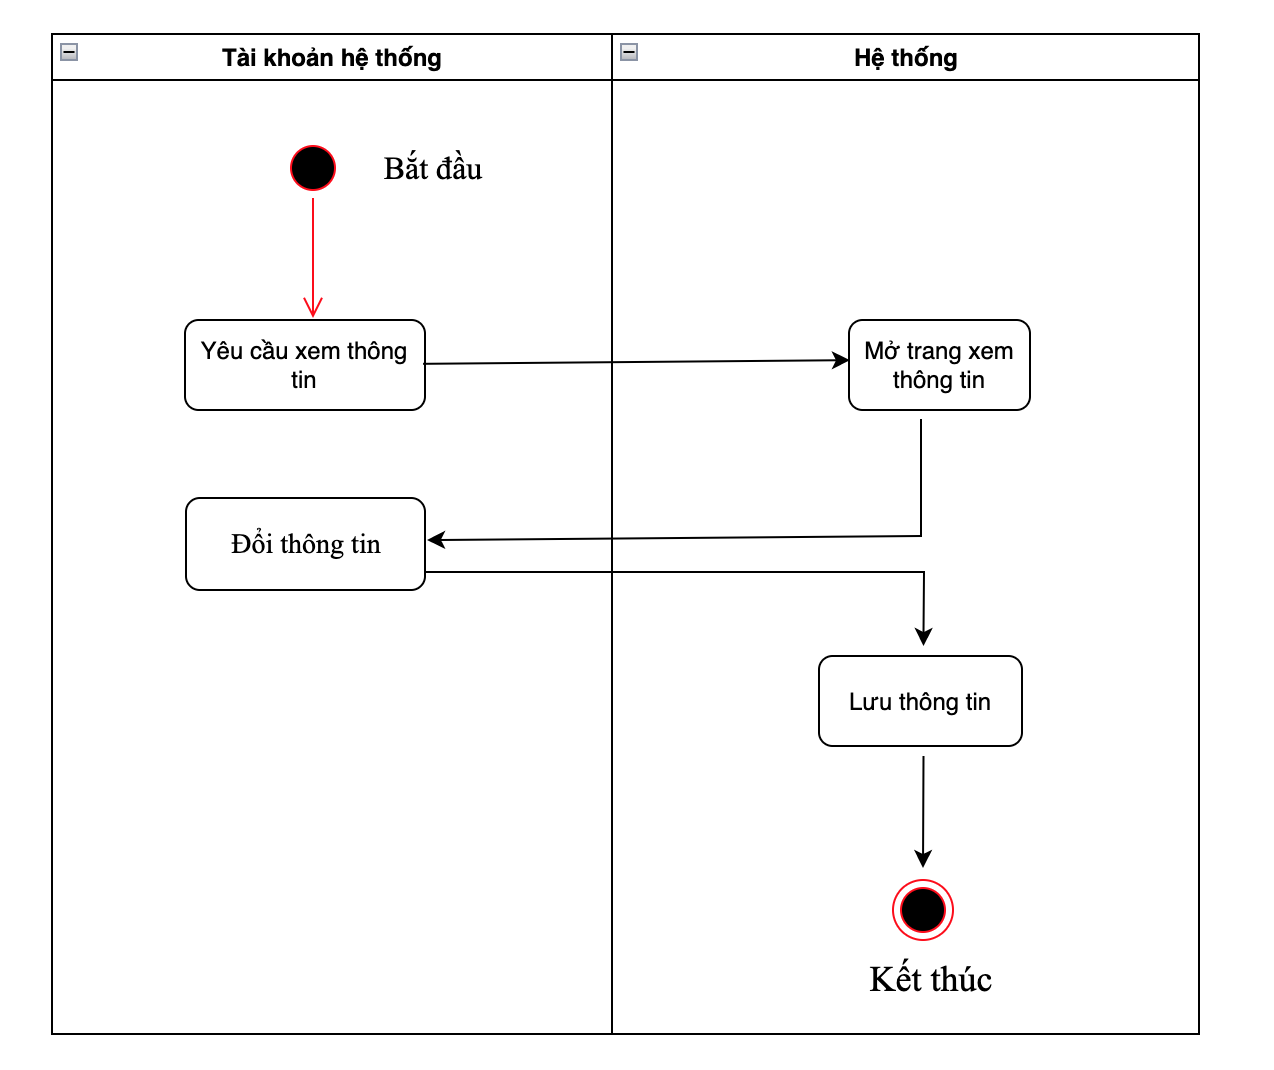 Tài khoản hệ thống
Hệ thống
Bắt đầu
Yêu cầu xem thông
tin
Mở trang xem
thông tin
Đổi thông tin
Lưu thông tin
Kết thúc